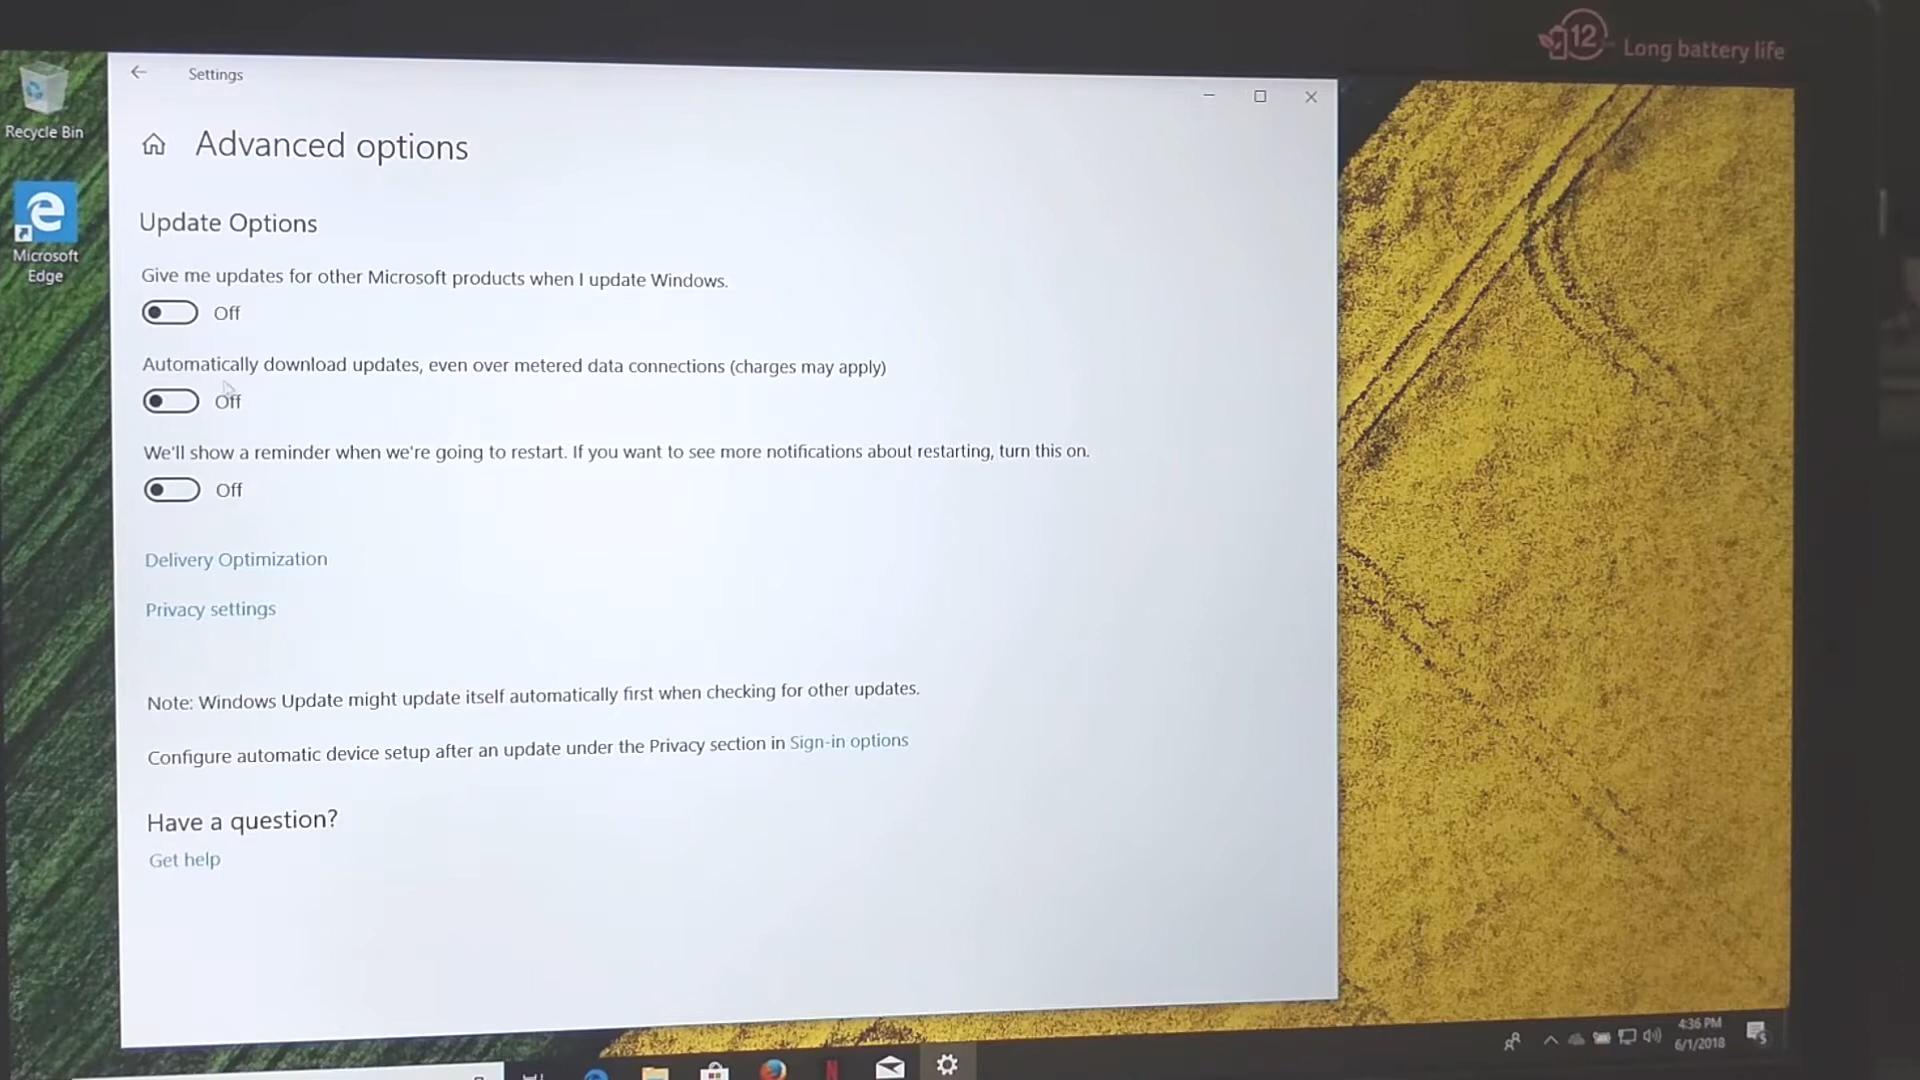 12 Long battery life
Settings
Recycle Bin
Advanced options
Update Options
Microsoft
Edge
Give me updates for other Microsoft products when I update Windows.
Off
Automatically download updates, even over metered data connections (charges may apply)
Off
We'll show a reminder when we're going to restart. If you want to see more notifications about restarting, turn this on.
Off
Delivery Optimization
Privacy settings
Note: Windows Update might update itself automatically first when checking for other updates.
Configure automatic device setup after an update under the Privacy section in Sign-in options
Have a question?
Get help
4:36 PM
6/1/2018